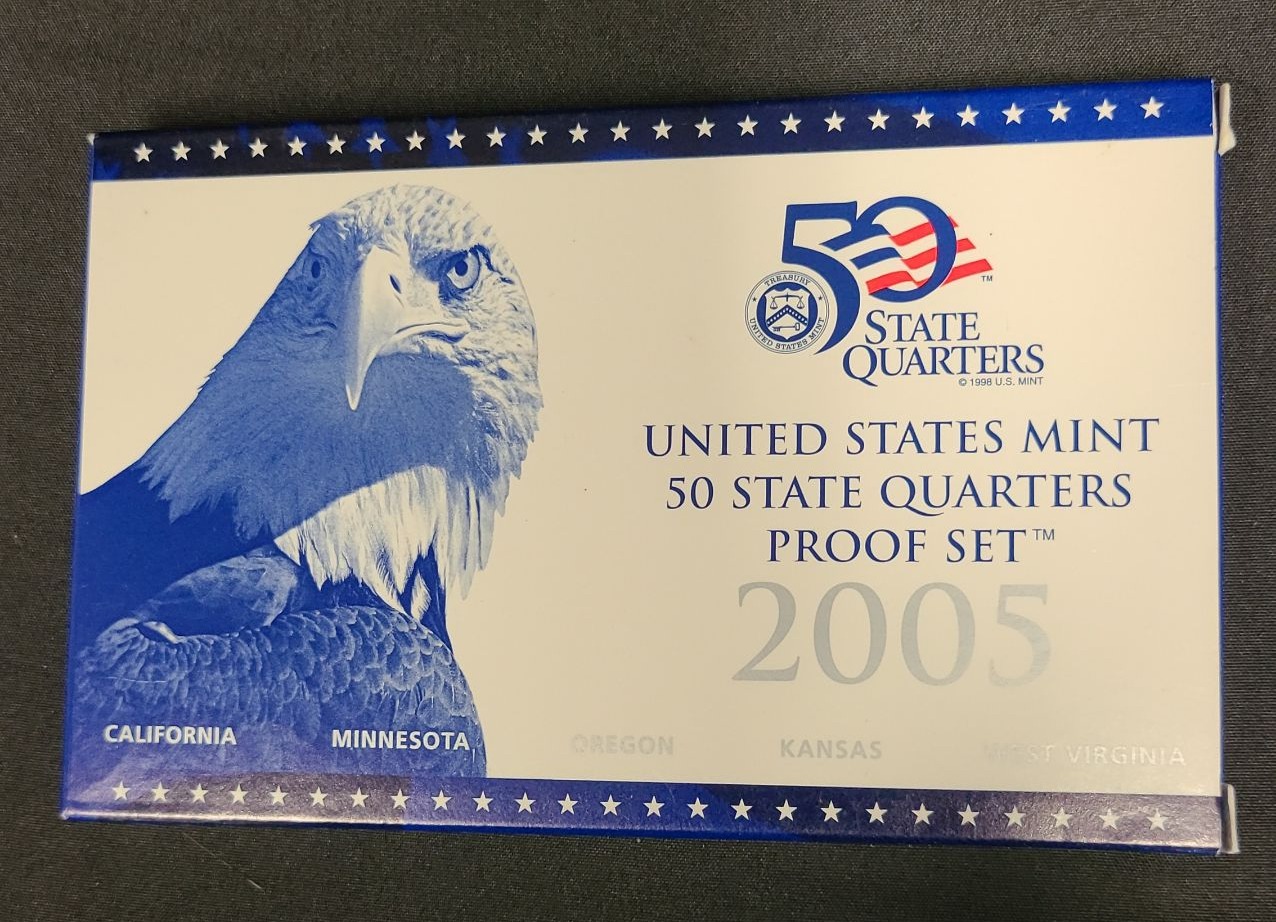 50
TM
TREASURY
UNITED STATES MINT
STATE
QUARTERS
© 1998 U.S. MINT
UNITED STATES MINT
50 STATE QUARTERS
PROOF SET™
2005
CALIFORNIA MINNESOTA OREGON KANSAS WEST VIRGINIA